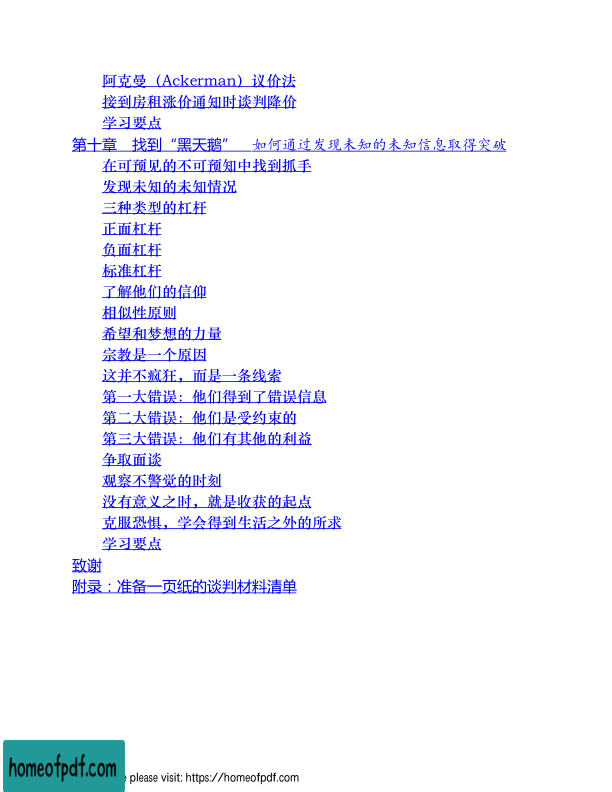 阿克曼（Ackerman）议价法
接到房租涨价通知时谈判降价
学习要点
第十章　找到“黑天鹅”　如何通过发现未知的未知信息取得突破
在可预见的不可预知中找到抓手
发现未知的未知情况
三种类型的杠杆
正面杠杆
负面杠杆
标准杠杆
了解他们的信仰
相似性原则
希望和梦想的力量
宗教是一个原因
这并不疯狂，而是一条线索
第一大错误：他们得到了错误信息
第二大错误：他们是受约束的
第三大错误：他们有其他的利益
争取面谈
观察不警觉的时刻
没有意义之时，就是收获的起点
克服恐惧，学会得到生活之外的所求
学习要点
致谢
附录：准备一页纸的谈判材料清单
homeofpdf.com
please visit: https://homeofpdf.com